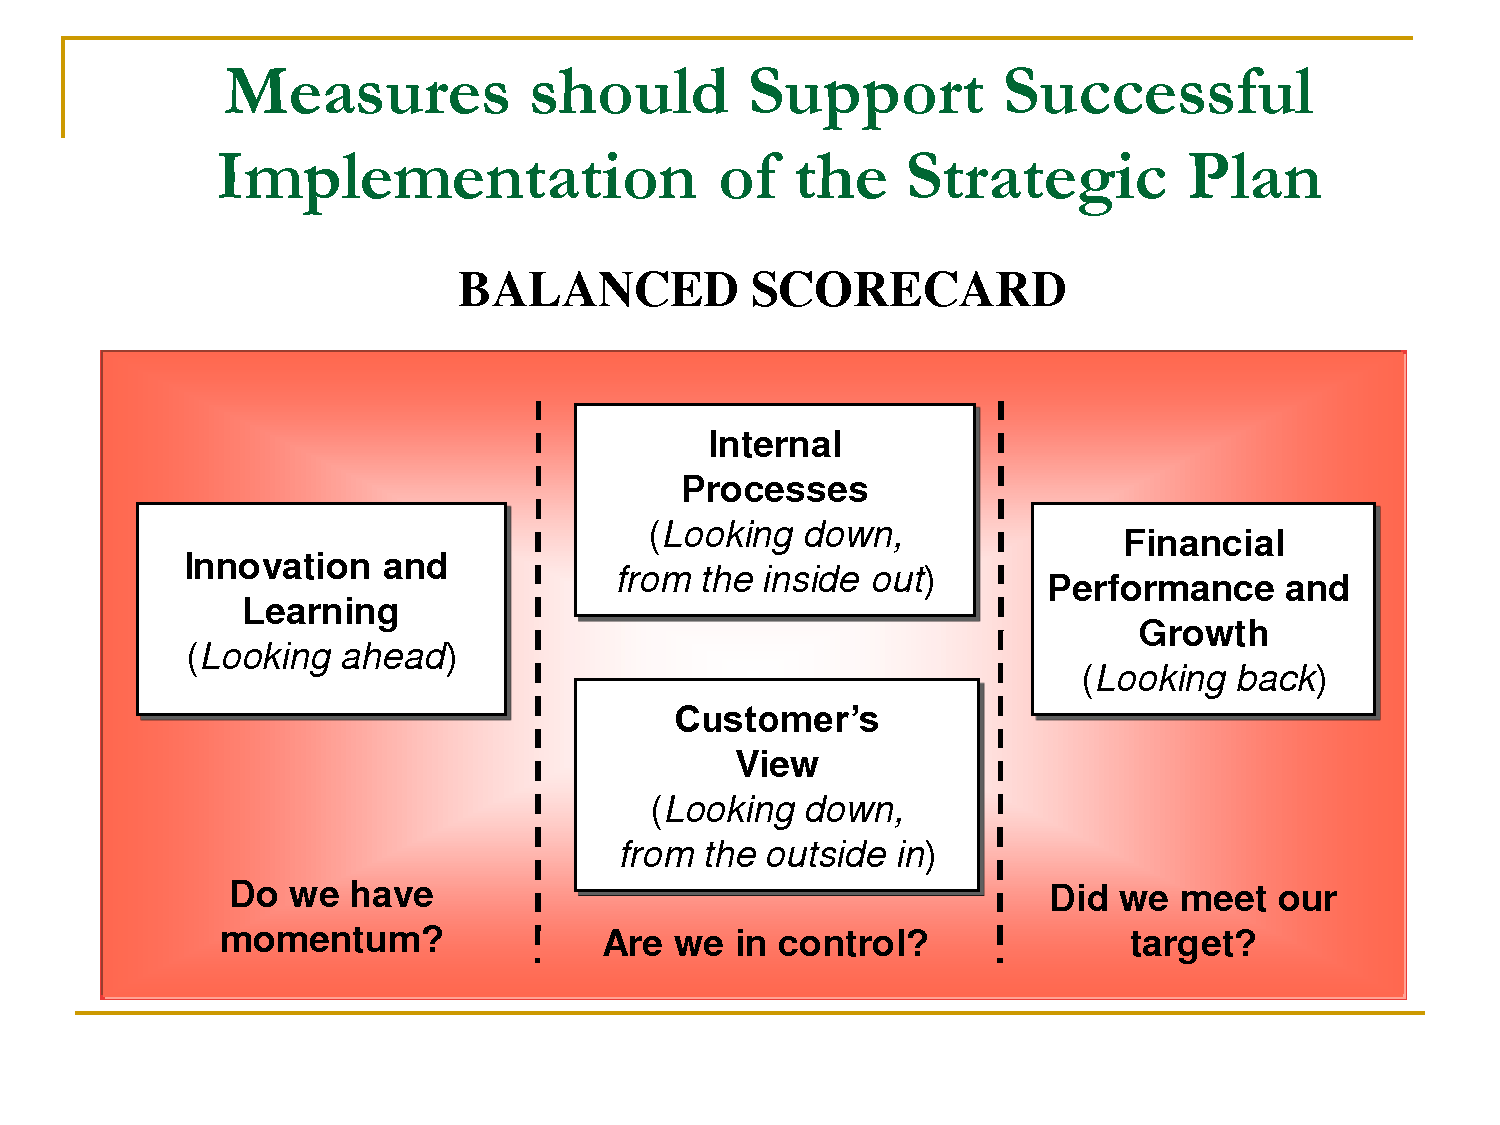 Measures should Support Successful
Implementation of the Strategic Plan
BALANCED SCORECARD
Innovation and
Learning
(Looking ahead)
Do we have
momentum?
Internal
Processes
(Looking down,
from the inside out)
Customer’s
View
(Looking down,
from the outside in)
Are we in control?
Financial
Performance and
Growth
(Looking back)
Did we meet our
target?